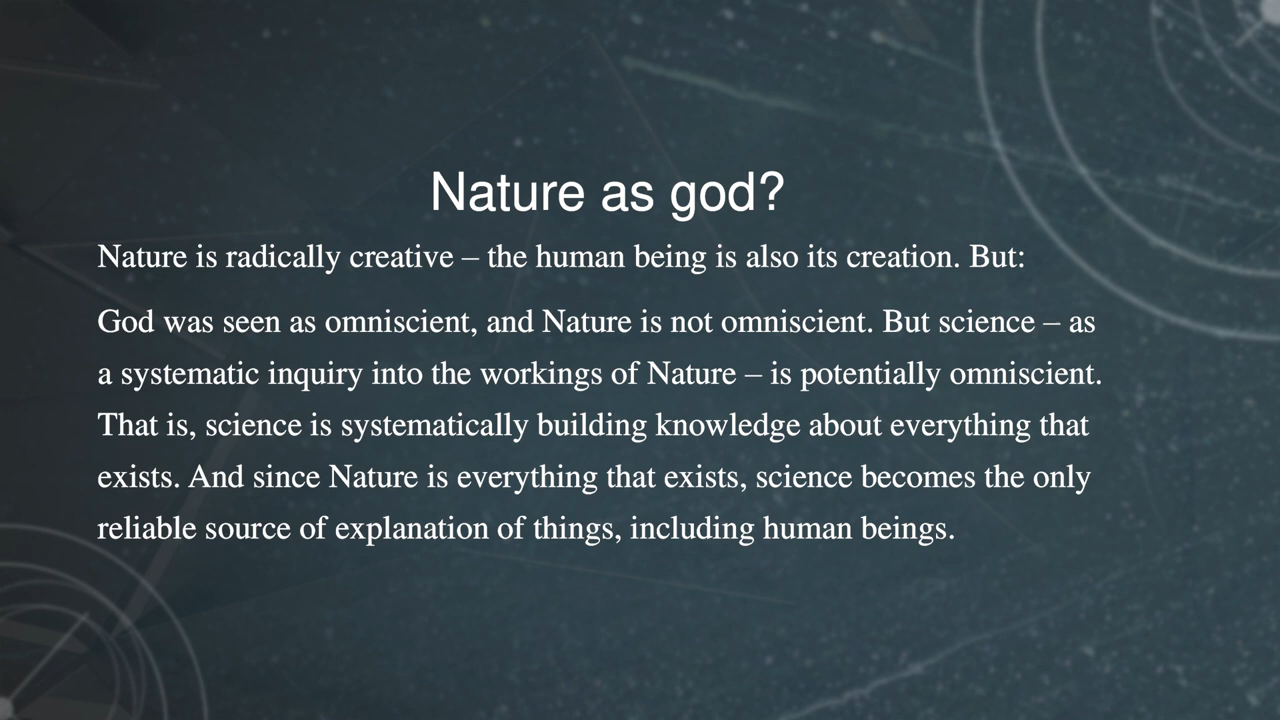 Nature as god?
Nature is radically creative – the human being is also its creation. But:
God was seen as omniscient, and Nature is not omniscient. But science – as
a systematic inquiry into the workings of Nature – is potentially omniscient.
That is, science is systematically building knowledge about everything that
exists. And since Nature is everything that exists, science becomes the only
reliable source of explanation of things, including human beings.